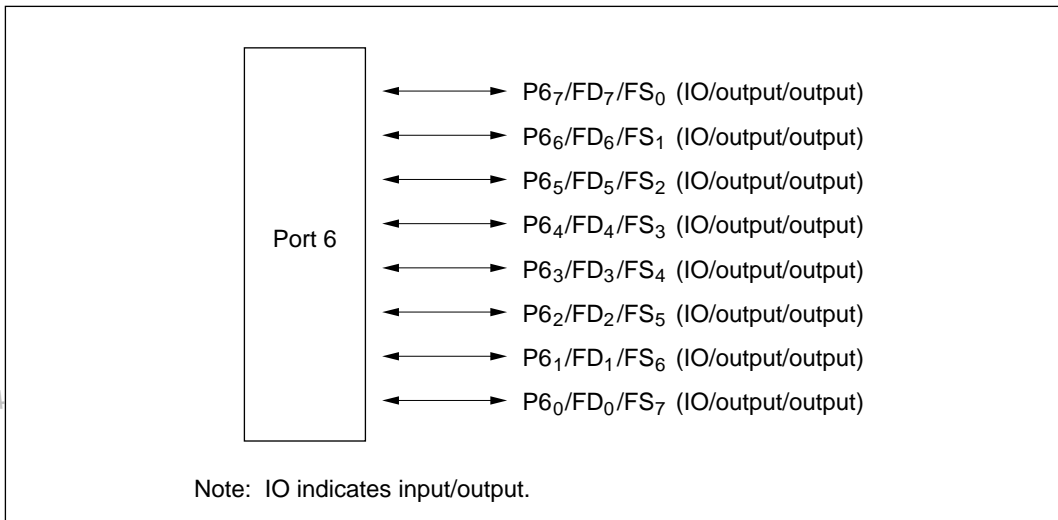 P6₇/FD₇/FS₀ (IO/output/output)
P6₆/FD₆/FS₁ (IO/output/output)
P6₅/FD₅/FS₂ (IO/output/output)
P6₄/FD₄/FS₃ (IO/output/output)
Port 6
P6₃/FD₃/FS₄ (IO/output/output)
P6₂/FD₂/FS₅ (IO/output/output)
P6₁/FD₁/FS₆ (IO/output/output)
P6₀/FD₀/FS₇ (IO/output/output)
Note: IO indicates input/output.